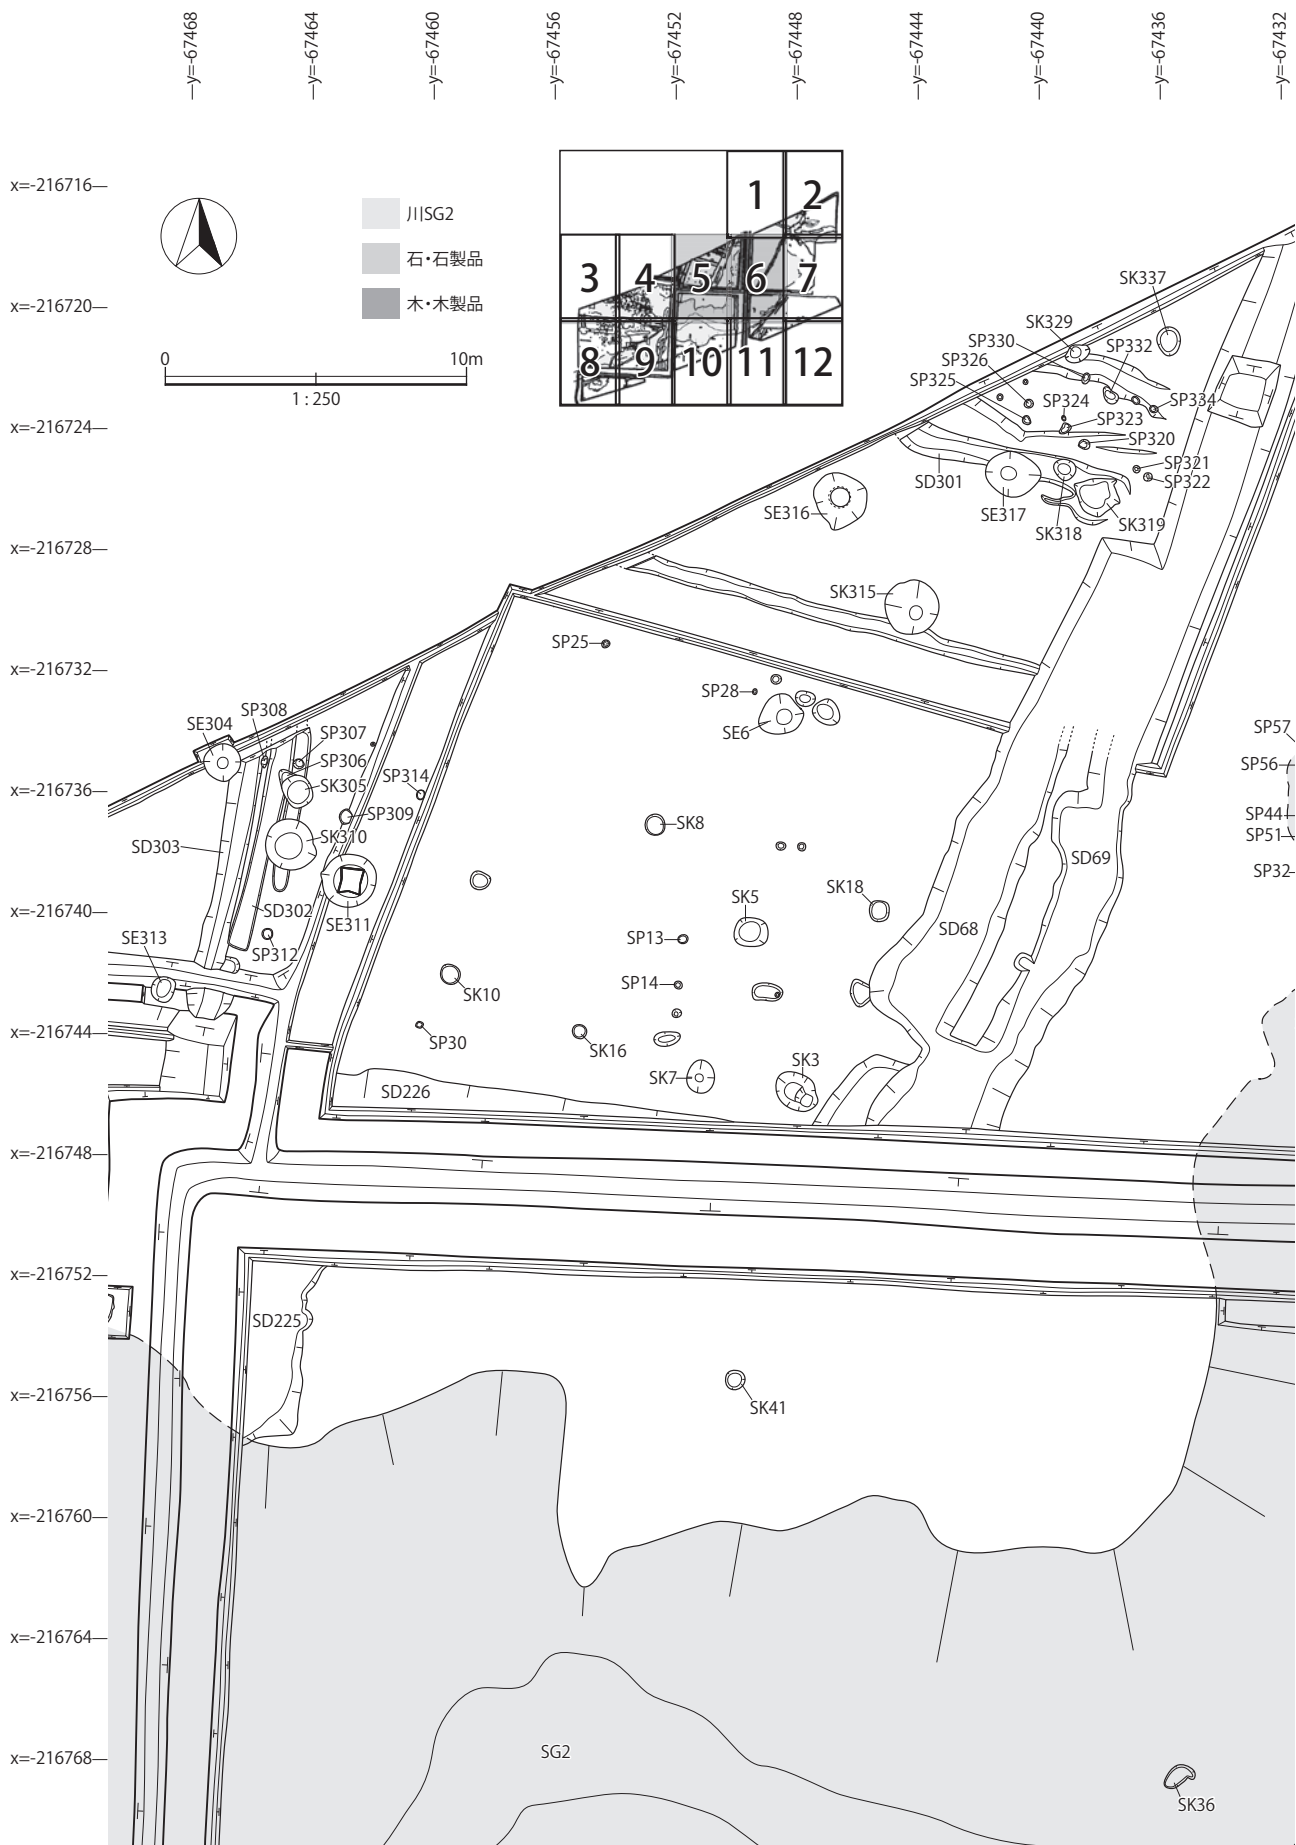 y=-67468
y=-67464
y=-67460
y=-67456
y=-67452
y=-67448
y=-67444
y=-67440
y=-67436
y=-67432
x=-216716
x=-216720
x=-216724
x=-216728
x=-216732
x=-216736
x=-216740
x=-216744
x=-216748
x=-216752
x=-216756
x=-216760
x=-216764
x=-216768
川SG2
石・石製品
木・木製品
0 10m
1 : 250
1 2
3 4 5 6 7
8 9 10 11 12
SK337
SK329
SP330
SP332
SP326
SP325
SP324
SP334
SP323
SP320
SP321
SD301
SP322
SE316
SE317
SK319
SK318
SK315
SP25
SP28
SE6
SP308
SE304
SP307
SP306
SP314
SK305
SP309
SK310
SD303
SK8
SP57
SP56
SP44
SP51
SD69
SP32
SK18
SK5
SD302
SE311
SD68
SE313
SP312
SP13
SP14
SK10
SP30
SK16
SK3
SK7
SD226
SD225
SK41
SG2
SK36